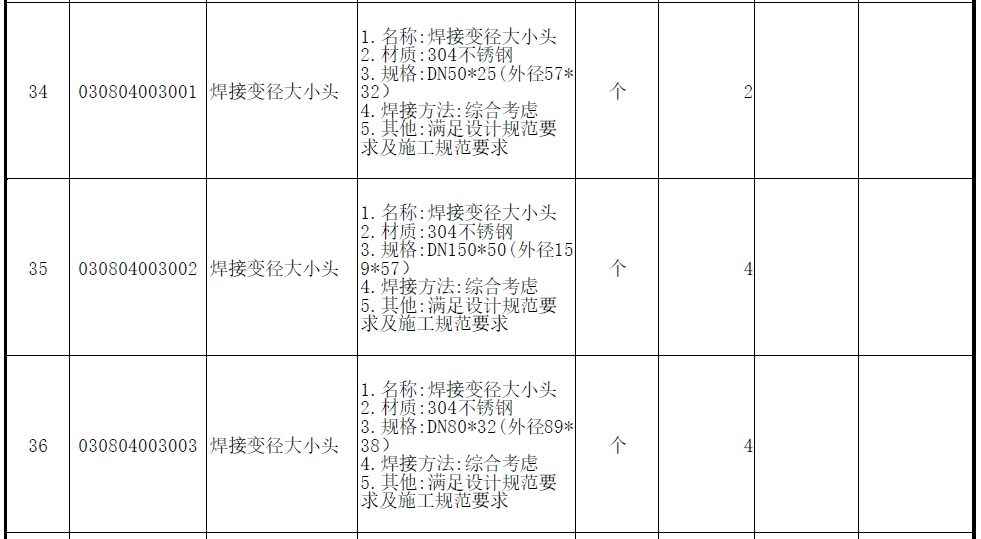 1.名称:焊接变径大小头
2.材质:304不锈钢
3.规格:DN50*25(外径57*
34 030804003001 焊接变径大小头 32) 个 2
4.焊接方法:综合考虑
5.其他:满足设计规范要
求及施工规范要求
1.名称:焊接变径大小头
2.材质:304不锈钢
3.规格:DN150*50(外径15
35 030804003002 焊接变径大小头 9*57) 个 4
4.焊接方法:综合考虑
5.其他:满足设计规范要
求及施工规范要求
1.名称:焊接变径大小头
2.材质:304不锈钢
3.规格:DN80*32(外径89*
36 030804003003 焊接变径大小头 38) 个 4
4.焊接方法:综合考虑
5.其他:满足设计规范要
求及施工规范要求